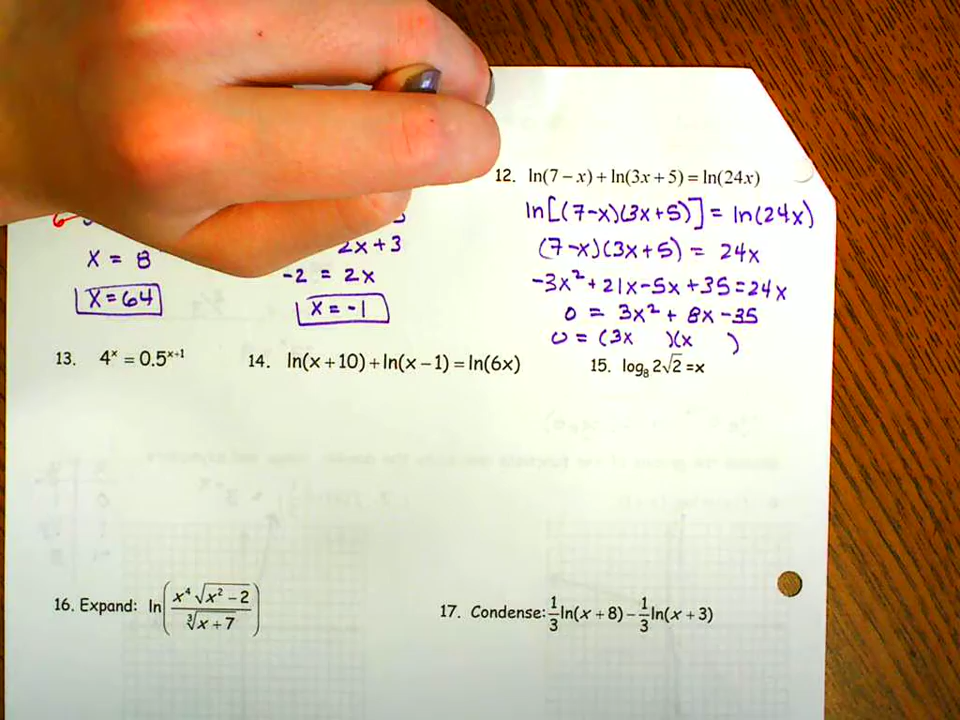 12. ln(7 − x) + ln(3x + 5) = ln(24x)
ln[(7-x)(3x+5)] = ln(24x)
(7-x)(3x+5) = 24x
-3x² + 21x - 5x + 35 = 24x
0 = 3x² + 8x - 35
0 = (3x )(x )
x = 8
x = 64
2x + 3
-2 = 2x
x = -1
13. 4ˣ = 0.5ˣ⁺¹
14. ln(x + 10) + ln(x − 1) = ln(6x)
15. log₈ 2√2 = x
16. Expand: ln(x⁴ √(x² − 2) / ∛(x + 7))
17. Condense: 1/3 ln(x + 8) − 1/3 ln(x + 3)